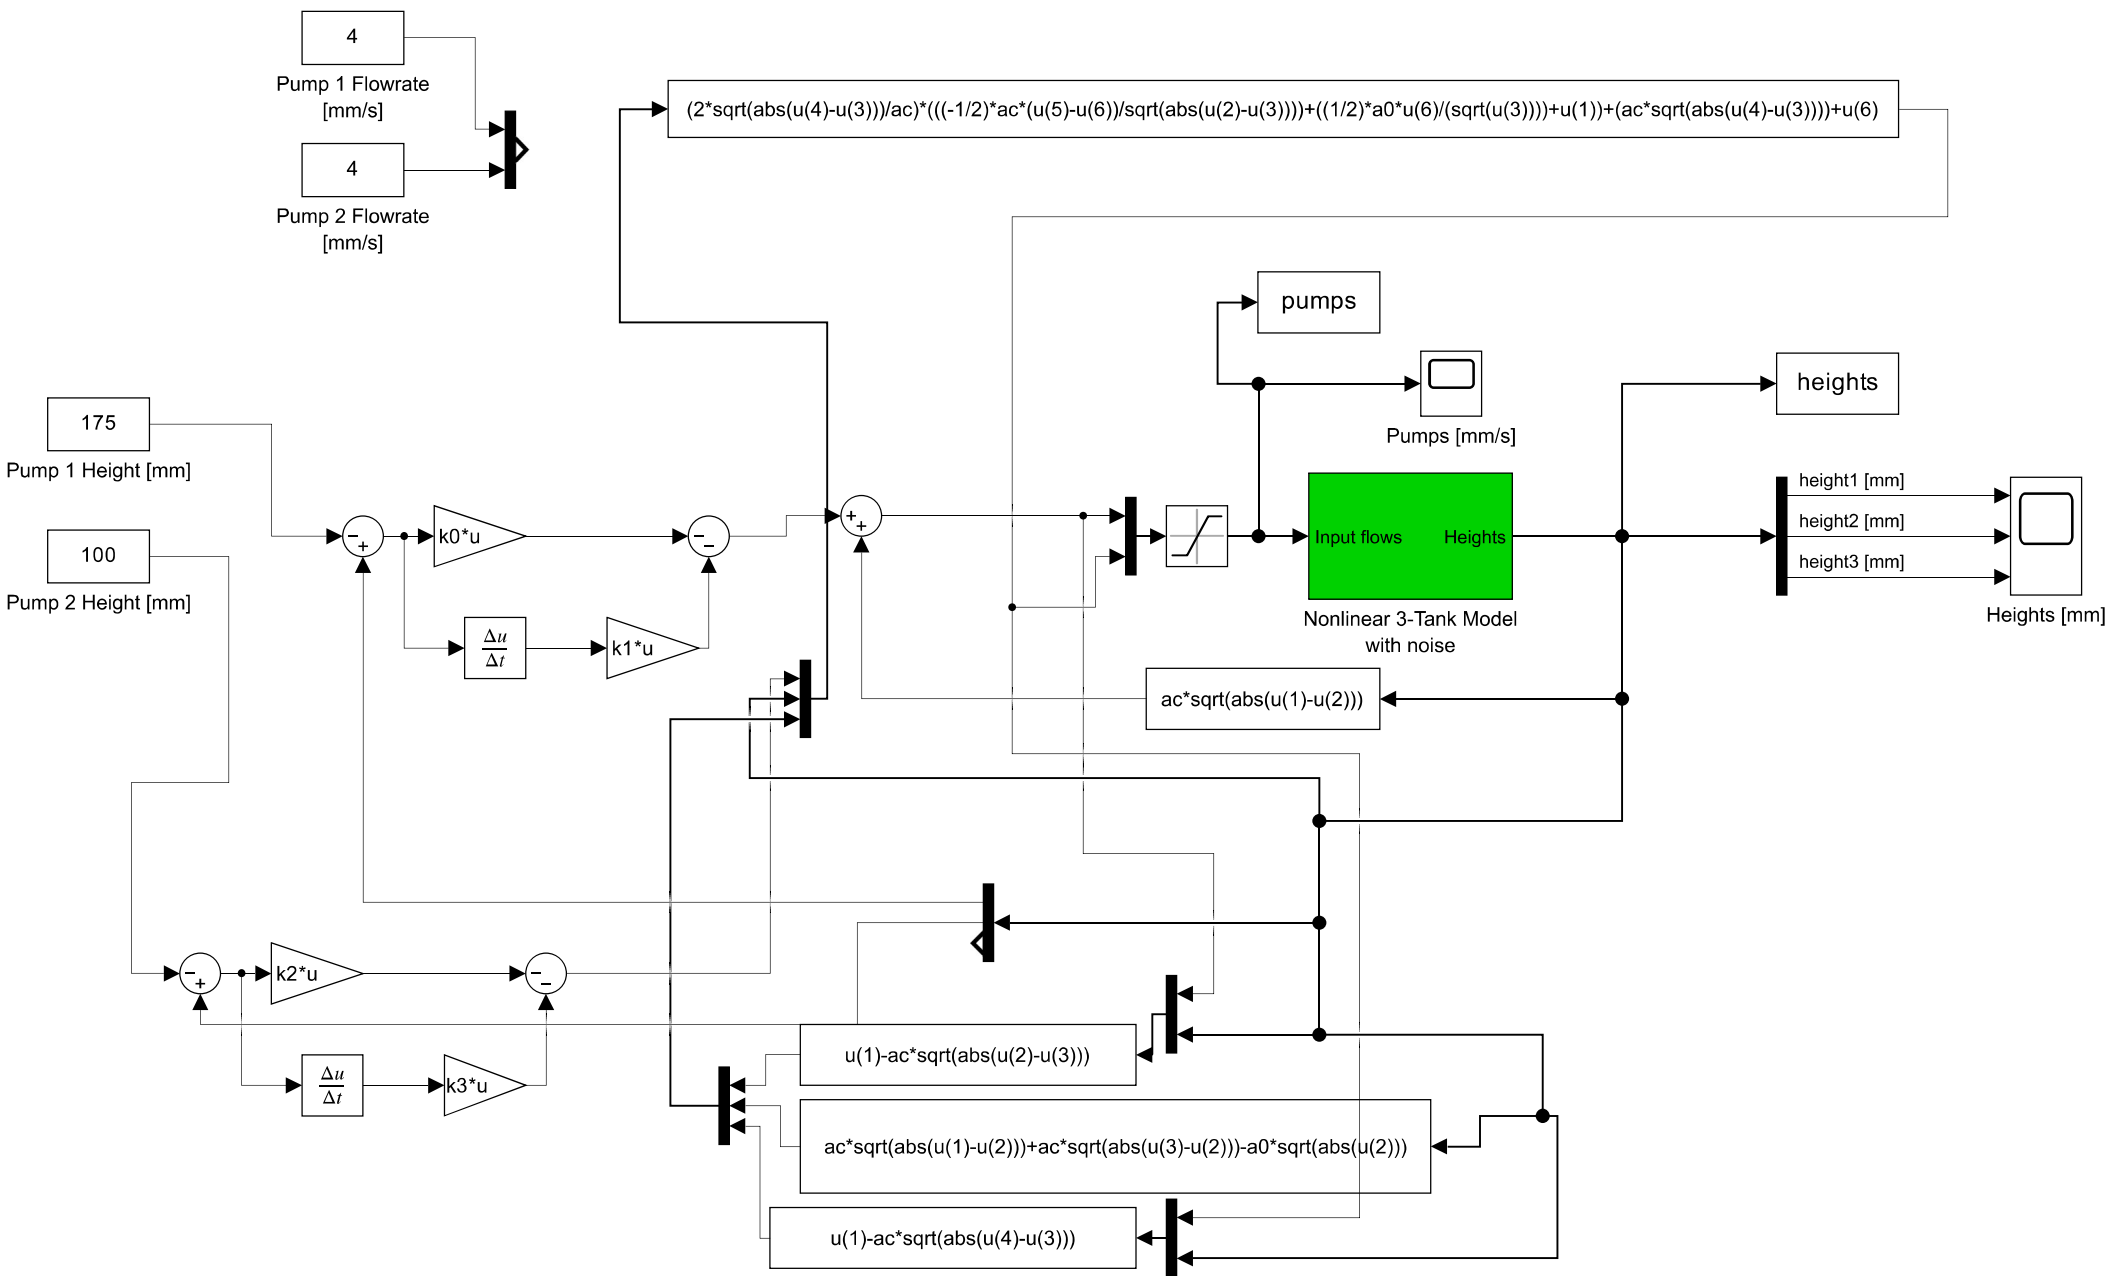 4
Pump 1 Flowrate
[mm/s]
4
Pump 2 Flowrate
[mm/s]
(2*sqrt(abs(u(4)-u(3)))/ac)*(((-1/2)*ac*(u(5)-u(6))/sqrt(abs(u(2)-u(3))))+((1/2)*a0*u(6)/(sqrt(u(3))))+u(1))+(ac*sqrt(abs(u(4)-u(3))))+u(6)
pumps
Pumps [mm/s]
heights
175
Pump 1 Height [mm]
100
Pump 2 Height [mm]
−
+
k0*u
−
−
Δu
Δt
k1*u
+
+
Input flows
Heights
Nonlinear 3-Tank Model
with noise
height1 [mm]
height2 [mm]
height3 [mm]
Heights [mm]
ac*sqrt(abs(u(1)-u(2)))
−
+
k2*u
−
−
Δu
Δt
k3*u
u(1)-ac*sqrt(abs(u(2)-u(3)))
ac*sqrt(abs(u(1)-u(2)))+ac*sqrt(abs(u(3)-u(2)))-a0*sqrt(abs(u(2)))
u(1)-ac*sqrt(abs(u(4)-u(3)))